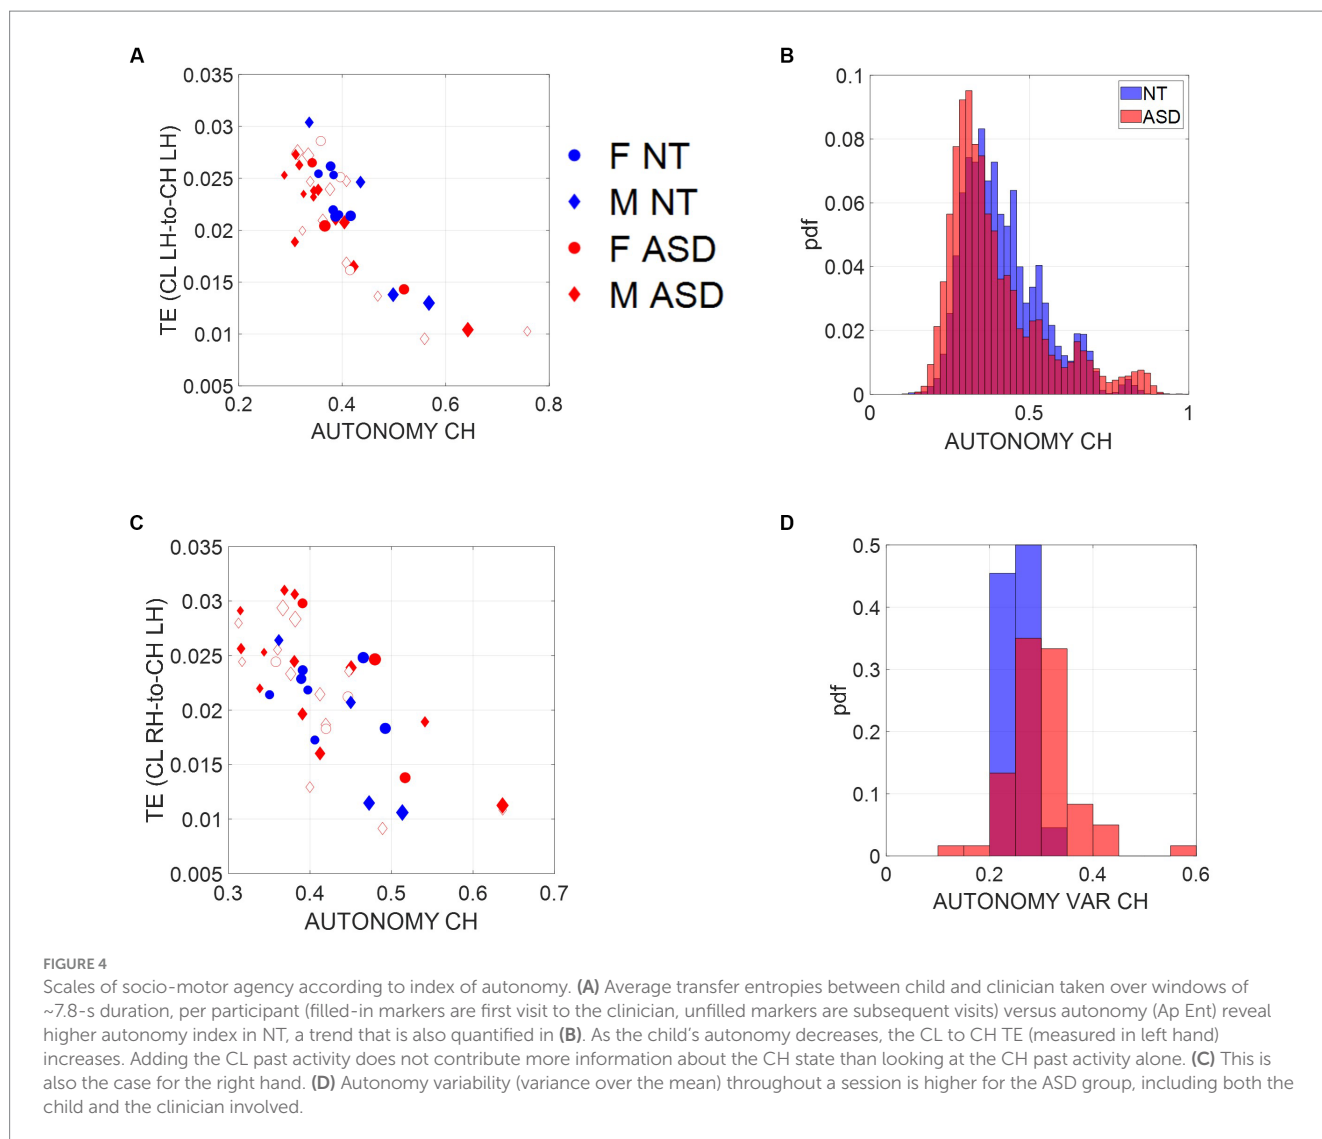 A
0.035
0.03
0.025
0.02
0.015
0.01
0.005
0.2
0.4
0.6
0.8
TE (CL LH-to-CH LH)
AUTONOMY CH
F NT
M NT
F ASD
M ASD
B
0.1
0.08
0.06
0.04
0.02
0
0
0.5
1
pdf
AUTONOMY CH
NT
ASD
C
0.035
0.03
0.025
0.02
0.015
0.01
0.005
0.3
0.4
0.5
0.6
0.7
TE (CL RH-to-CH LH)
AUTONOMY CH
D
0.5
0.4
0.3
0.2
0.1
0
0
0.2
0.4
0.6
pdf
AUTONOMY VAR CH
FIGURE 4
Scales of socio-motor agency according to index of autonomy. (A) Average transfer entropies between child and clinician taken over windows of
~7.8-s duration, per participant (filled-in markers are first visit to the clinician, unfilled markers are subsequent visits) versus autonomy (Ap Ent) reveal
higher autonomy index in NT, a trend that is also quantified in (B). As the child's autonomy decreases, the CL to CH TE (measured in left hand)
increases. Adding the CL past activity does not contribute more information about the CH state than looking at the CH past activity alone. (C) This is
also the case for the right hand. (D) Autonomy variability (variance over the mean) throughout a session is higher for the ASD group, including both the
child and the clinician involved.